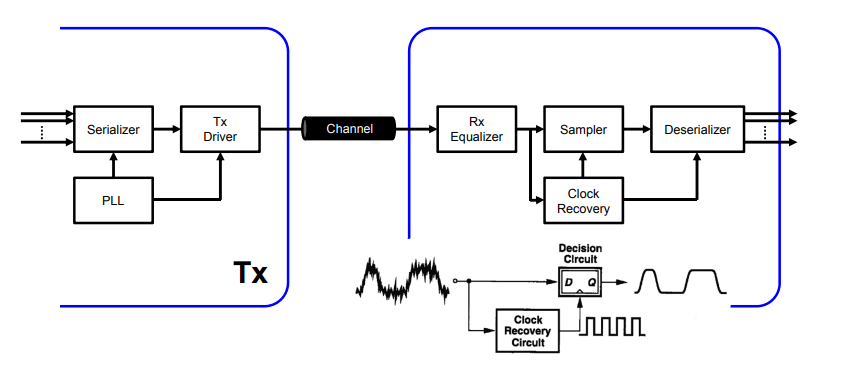 Serializer
Tx
Driver
Channel
Rx
Equalizer
Sampler
Deserializer
PLL
Clock
Recovery
Tx
Decision
Circuit
D Q
Clock
Recovery
Circuit